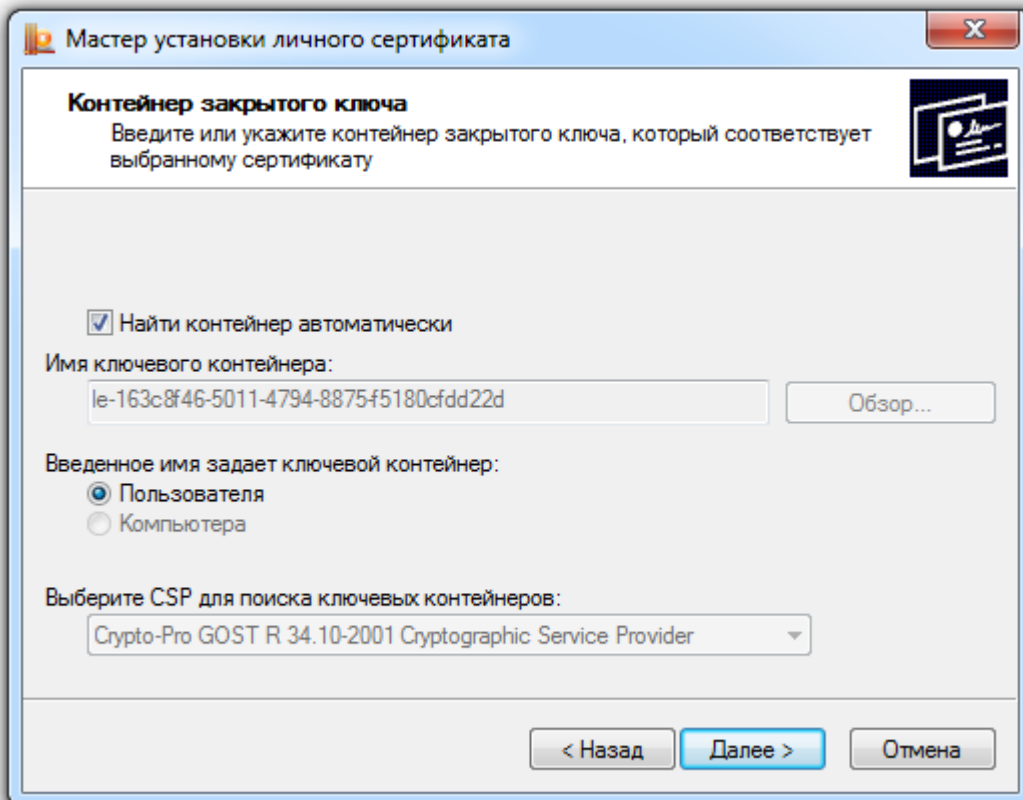 Мастер установки личного сертификата
Контейнер закрытого ключа
Введите или укажите контейнер закрытого ключа, который соответствует
выбранному сертификату
Найти контейнер автоматически
Имя ключевого контейнера:
le-163c8f46-5011-4794-8875-f5180cfdd22d
Обзор...
Введенное имя задает ключевой контейнер:
Пользователя
Компьютера
Выберите CSP для поиска ключевых контейнеров:
Crypto-Pro GOST R 34.10-2001 Cryptographic Service Provider
< Назад
Далее >
Отмена